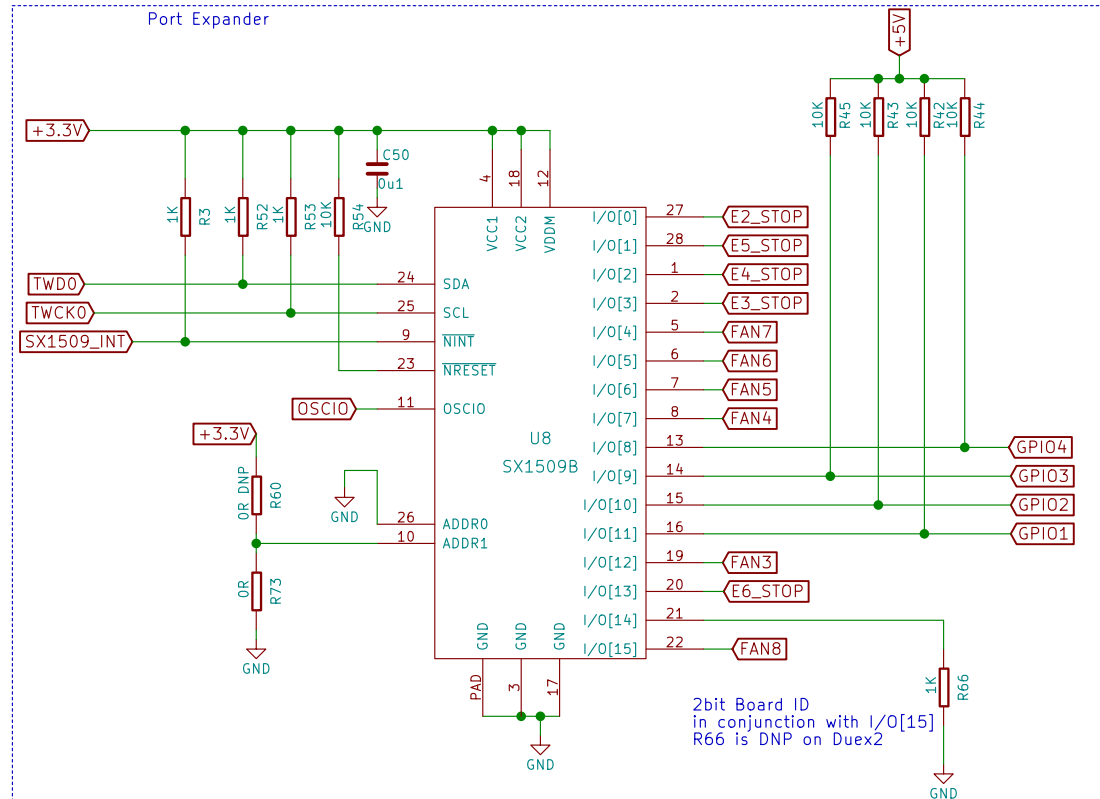 Port Expander
+5V
10K
R45
10K
R43
10K
R42
10K
R44
+3.3V
C50
0u1
GND
1K
R3
1K
R52
1K
R53
10K
R54
4
18
12
VCC1
VCC2
VDDM
TWD0
24
SDA
TWCK0
25
SCL
SX1509_INT
9
NINT
23
NRESET
OSCIO
11
OSCIO
U8
SX1509B
+3.3V
0R DNP
R60
GND
26
ADDR0
10
ADDR1
0R
R73
GND
I/O[0]
27
E2_STOP
I/O[1]
28
E5_STOP
I/O[2]
1
E4_STOP
I/O[3]
2
E3_STOP
I/O[4]
5
FAN7
I/O[5]
6
FAN6
I/O[6]
7
FAN5
I/O[7]
8
FAN4
I/O[8]
13
GPIO4
I/O[9]
14
GPIO3
I/O[10]
15
GPIO2
I/O[11]
16
GPIO1
I/O[12]
19
FAN3
I/O[13]
20
E6_STOP
I/O[14]
21
I/O[15]
22
FAN8
GND
GND
GND
PAD
3
17
GND
1K
R66
GND
2bit Board ID
in conjunction with I/O[15]
R66 is DNP on Duex2